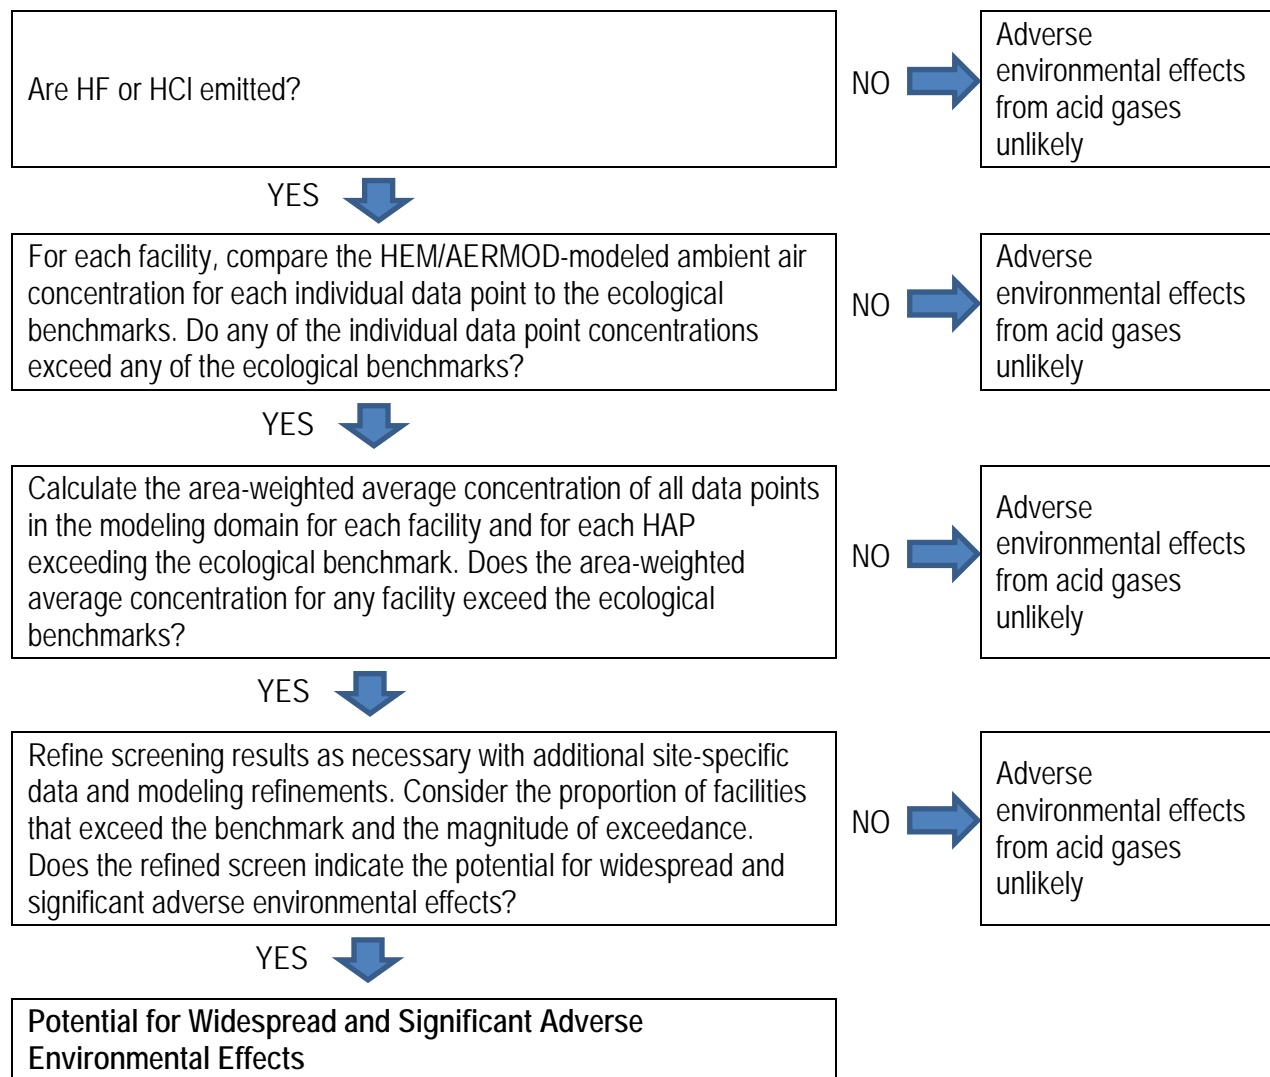 Are HF or HCl emitted?
NO
Adverse
environmental effects
from acid gases
unlikely
YES
For each facility, compare the HEM/AERMOD-modeled ambient air
concentration for each individual data point to the ecological
benchmarks. Do any of the individual data point concentrations
exceed any of the ecological benchmarks?
NO
Adverse
environmental effects
from acid gases
unlikely
YES
Calculate the area-weighted average concentration of all data points
in the modeling domain for each facility and for each HAP
exceeding the ecological benchmark. Does the area-weighted
average concentration for any facility exceed the ecological
benchmarks?
NO
Adverse
environmental effects
from acid gases
unlikely
YES
Refine screening results as necessary with additional site-specific
data and modeling refinements. Consider the proportion of facilities
that exceed the benchmark and the magnitude of exceedance.
Does the refined screen indicate the potential for widespread and
significant adverse environmental effects?
NO
Adverse
environmental effects
from acid gases
unlikely
YES
Potential for Widespread and Significant Adverse
Environmental Effects